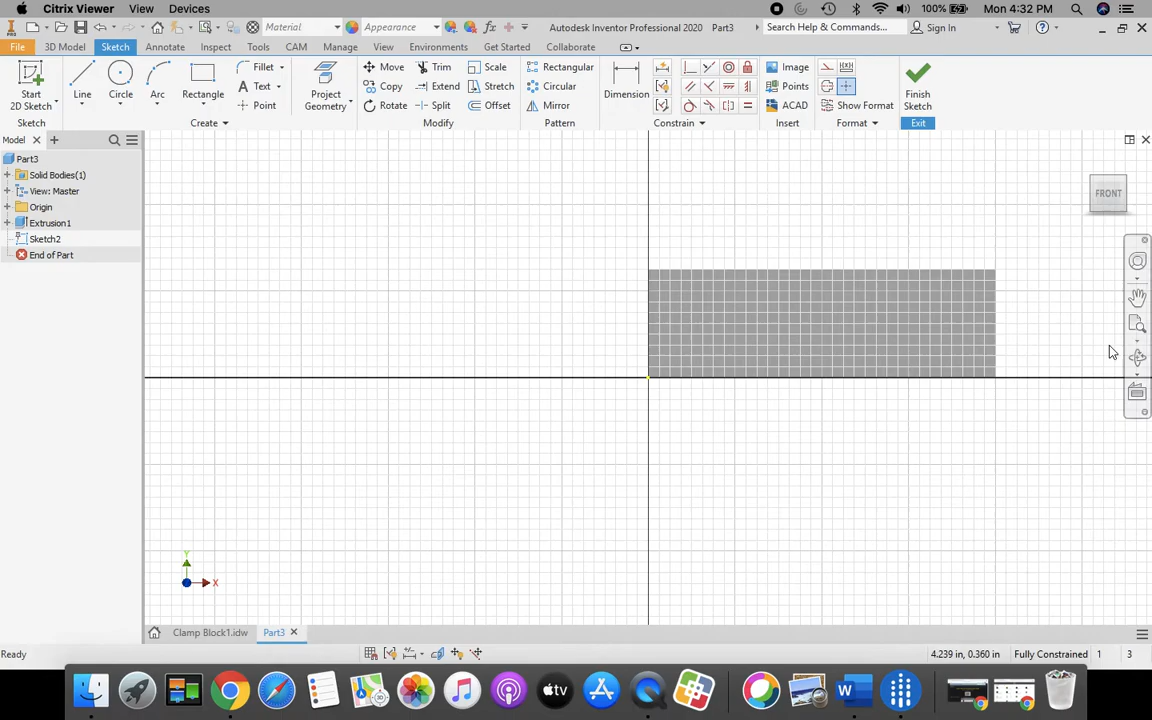 Citrix Viewer View Devices 100% Mon 4:32 PM
PRO Material Appearance fx Autodesk Inventor Professional 2020 Part3 Search Help & Commands... Sign In
File 3D Model Sketch Annotate Inspect Tools CAM Manage View Environments Get Started Collaborate
Start 2D Sketch Line Circle Arc Rectangle Fillet Text Point Project Geometry Move Copy Rotate Trim Extend Split Scale Stretch Offset Rectangular Circular Mirror Dimension Image Points ACAD Show Format Finish Sketch
Sketch Create Modify Pattern Constrain Insert Format Exit
Model
Part3
Solid Bodies(1)
View: Master
Origin
Extrusion1
Sketch2
End of Part
FRONT
Y
X
Clamp Block1.idw Part3
Ready 4.239 in, 0.360 in Fully Constrained 1 3
tv W